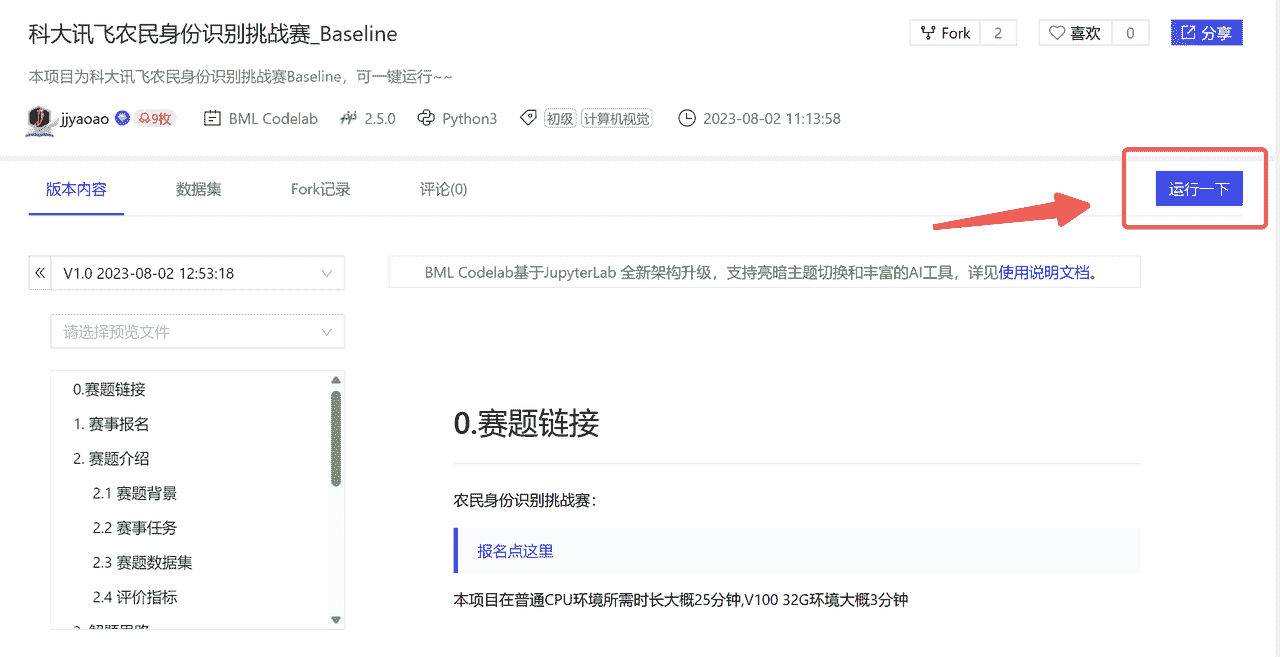 科大讯飞农民身份识别挑战赛_Baseline
Fork 2 喜欢 0 分享
本项目为科大讯飞农民身份识别挑战赛Baseline，可一键运行~~
jjyaoao 9枚 BML Codelab 2.5.0 Python3 初级 计算机视觉 2023-08-02 11:13:58
版本内容 数据集 Fork记录 评论(0) 运行一下
V1.0 2023-08-02 12:53:18
BML Codelab基于JupyterLab 全新架构升级，支持亮暗主题切换和丰富的AI工具，详见使用说明文档。
请选择预览文件
0.赛题链接
1. 赛事报名
2. 赛题介绍
2.1 赛题背景
2.2 赛事任务
2.3 赛题数据集
2.4 评价指标
3. 解题思路
0.赛题链接
农民身份识别挑战赛：
报名点这里
本项目在普通CPU环境所需时长大概25分钟,V100 32G环境大概3分钟